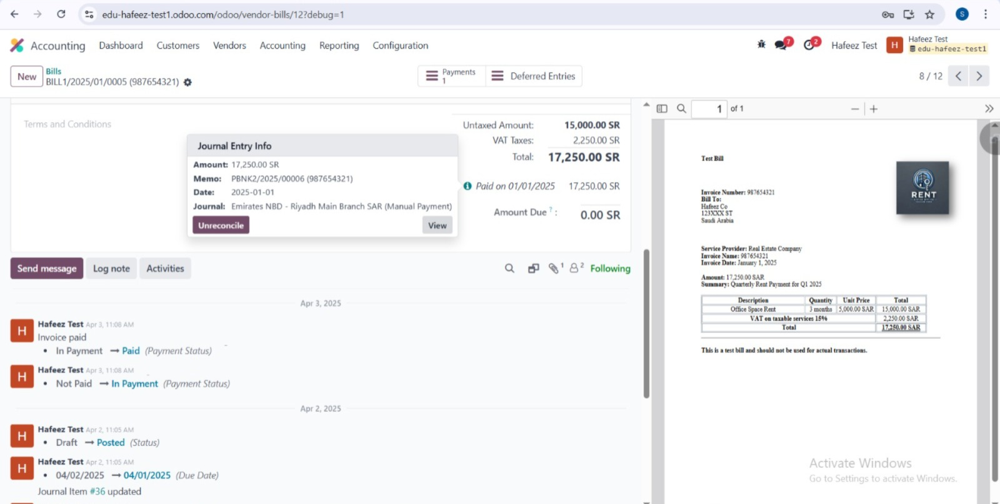 edu-hafeez-test1.odoo.com/odoo/vendor-bills/12?debug=1
S
Accounting Dashboard Customers Vendors Accounting Reporting Configuration
7 2 Hafeez Test H Hafeez Test
edu-hafeez-test1
New Bills
BILL1/2025/01/0005 (987654321)
Payments
1
Deferred Entries
8 / 12
Terms and Conditions
Untaxed Amount: 15,000.00 SR
VAT Taxes: 2,250.00 SR
Total: 17,250.00 SR
Paid on 01/01/2025 17,250.00 SR
Amount Due ? : 0.00 SR
Journal Entry Info
Amount: 17,250.00 SR
Memo: PBNK2/2025/00006 (987654321)
Date: 2025-01-01
Journal: Emirates NBD - Riyadh Main Branch SAR (Manual Payment)
Unreconcile View
Send message Log note Activities 1 2 Following
Apr 3, 2025
H Hafeez Test Apr 3, 11:08 AM
Invoice paid
• In Payment → Paid (Payment Status)
H Hafeez Test Apr 3, 11:08 AM
• Not Paid → In Payment (Payment Status)
Apr 2, 2025
H Hafeez Test Apr 2, 11:05 AM
• Draft → Posted (Status)
H Hafeez Test Apr 2, 11:05 AM
• 04/02/2025 → 04/01/2025 (Due Date)
Journal Item #36 updated
1 of 1
Test Bill
RENT
Invoice Number: 987654321
Bill To:
Hafeez Co
123XXX ST
Saudi Arabia
Service Provider: Real Estate Company
Invoice Name: 987654321
Invoice Date: January 1, 2025
Amount: 17,250.00 SAR
Summary: Quarterly Rent Payment for Q1 2025
Description Quantity Unit Price Total
Office Space Rent 3 months 5,000.00 SAR 15,000.00 SAR
VAT on taxable services 15% 2,250.00 SAR
Total 17,250.00 SAR
This is a test bill and should not be used for actual transactions.
Activate Windows
Go to Settings to activate Windows.